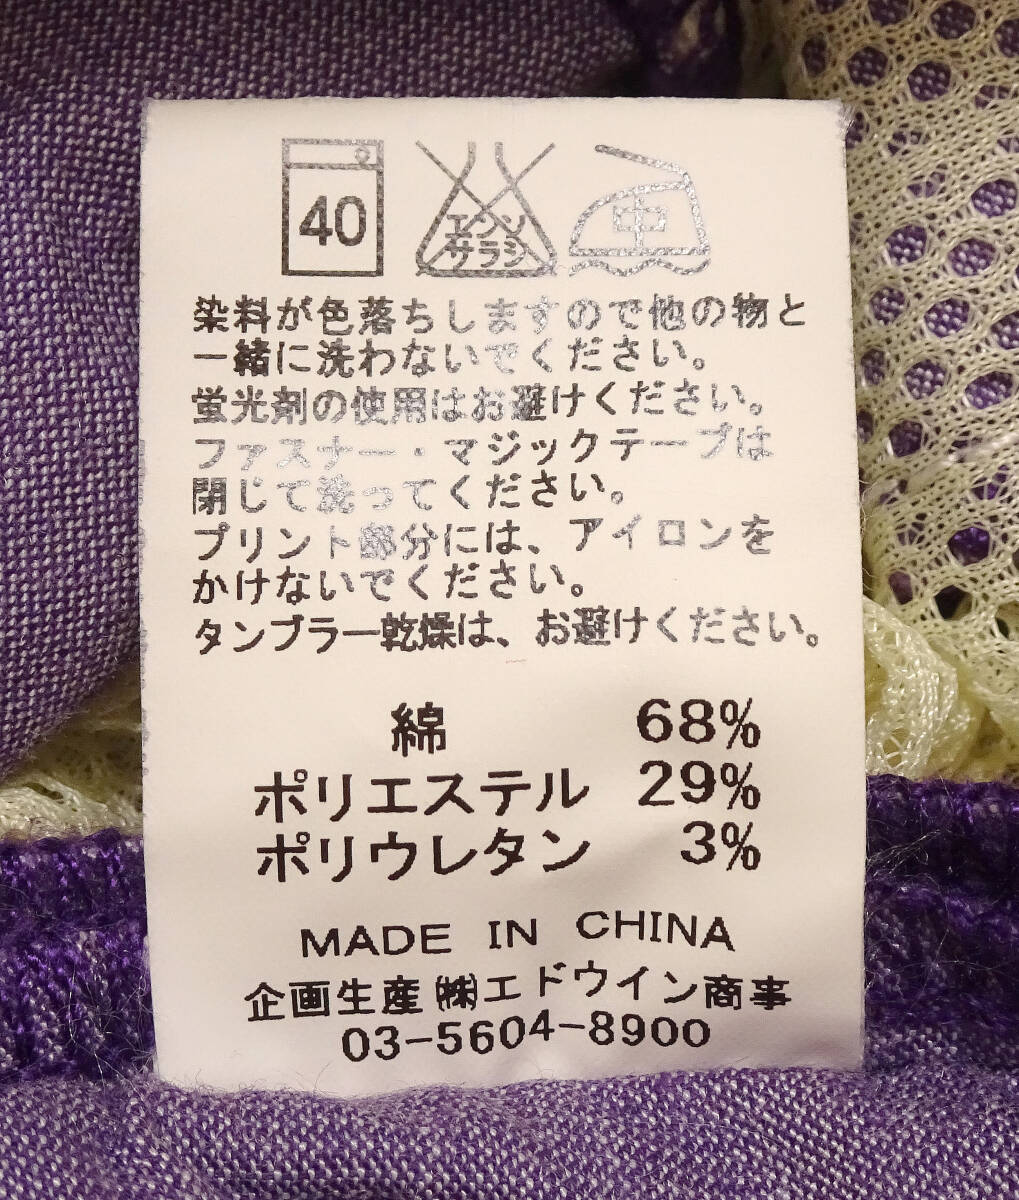 40
エンソ
サラシ
中
染料が色落ちしますので他の物と
一緒に洗わないでください。
蛍光剤の使用はお避けください。
ファスナー・マジックテープは
閉じて洗ってください。
プリント部分には、アイロンを
かけないでください。
タンブラー乾燥は、お避けください。
綿 68%
ポリエステル 29%
ポリウレタン 3%
MADE IN CHINA
企画生産㈱エドウイン商事
03-5604-8900